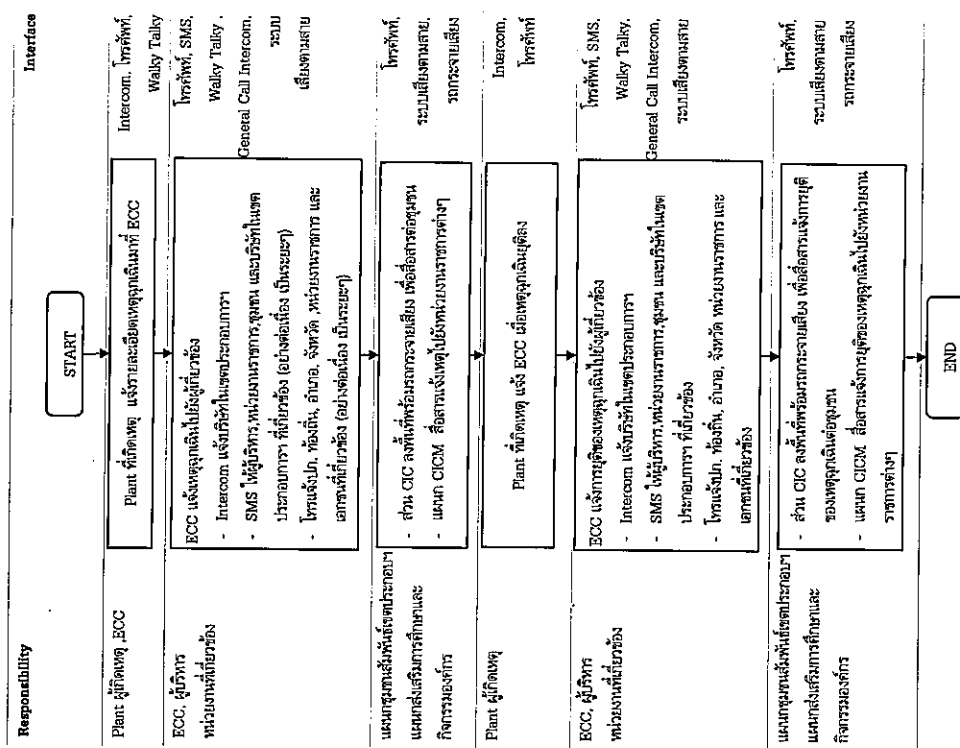 Responsibility
Interface
START
Plant ผู้เกิดเหตุ ,ECC
Plant ที่เกิดเหตุ แจ้งรายละเอียดเหตุฉุกเฉินมาที่ ECC
Intercom, โทรศัพท์,
Walky Talky
ECC, ผู้บริหาร
หน่วยงานที่เกี่ยวข้อง
ECC แจ้งเหตุฉุกเฉินไปยังผู้เกี่ยวข้อง
- Intercom แจ้งบริษัทในเขตประกอบการฯ
- SMS ให้ผู้บริหาร,หน่วยงานราชการ,ชุมชน และบริษัทในเขต
ประกอบการฯ ที่เกี่ยวข้อง (อย่างต่อเนื่อง เป็นระยะๆ)
- โทรแจ้งปภ. ท้องถิ่น, อำเภอ, จังหวัด ,หน่วยงานราชการ และ
เอกชนที่เกี่ยวข้อง (อย่างต่อเนื่อง เป็นระยะๆ)
โทรศัพท์, SMS,
Walky Talky ,
General Call Intercom,
ระบบ
เสียงตามสาย
แผนกชุมชนสัมพันธ์เขตประกอบฯ
แผนกส่งเสริมการศึกษาและ
กิจกรรมองค์กร
- ส่วน CIC ลงพื้นที่พร้อมรถกระจายเสียง เพื่อสื่อสารต่อชุมชน
- แผนก CICM สื่อสารแจ้งเหตุไปยังหน่วยงานราชการต่างๆ
โทรศัพท์,
ระบบเสียงตามสาย,
รถกระจายเสียง
Plant ผู้เกิดเหตุ
Plant ที่เกิดเหตุ แจ้ง ECC เมื่อเหตุฉุกเฉินยุติลง
Intercom,
โทรศัพท์
ECC, ผู้บริหาร
หน่วยงานที่เกี่ยวข้อง
ECC แจ้งการยุติของเหตุฉุกเฉินไปยังผู้เกี่ยวข้อง
- Intercom แจ้งบริษัทในเขตประกอบการฯ
- SMS ให้ผู้บริหาร,หน่วยงานราชการ,ชุมชน และบริษัทในเขต
ประกอบการฯ ที่เกี่ยวข้อง
- โทรแจ้งปภ. ท้องถิ่น, อำเภอ, จังหวัด หน่วยงานราชการ และ
เอกชนที่เกี่ยวข้อง
โทรศัพท์, SMS,
Walky Talky,
General Call Intercom,
ระบบเสียงตามสาย
แผนกชุมชนสัมพันธ์เขตประกอบฯ
แผนกส่งเสริมการศึกษาและ
กิจกรรมองค์กร
- ส่วน CIC ลงพื้นที่พร้อมรถกระจายเสียง เพื่อสื่อสารแจ้งการยุติ
ของเหตุฉุกเฉินต่อชุมชน
- แผนก CICM สื่อสารแจ้งการยุติของเหตุฉุกเฉินไปยังหน่วยงาน
ราชการต่างๆ
โทรศัพท์,
ระบบเสียงตามสาย
รถกระจายเสียง
END